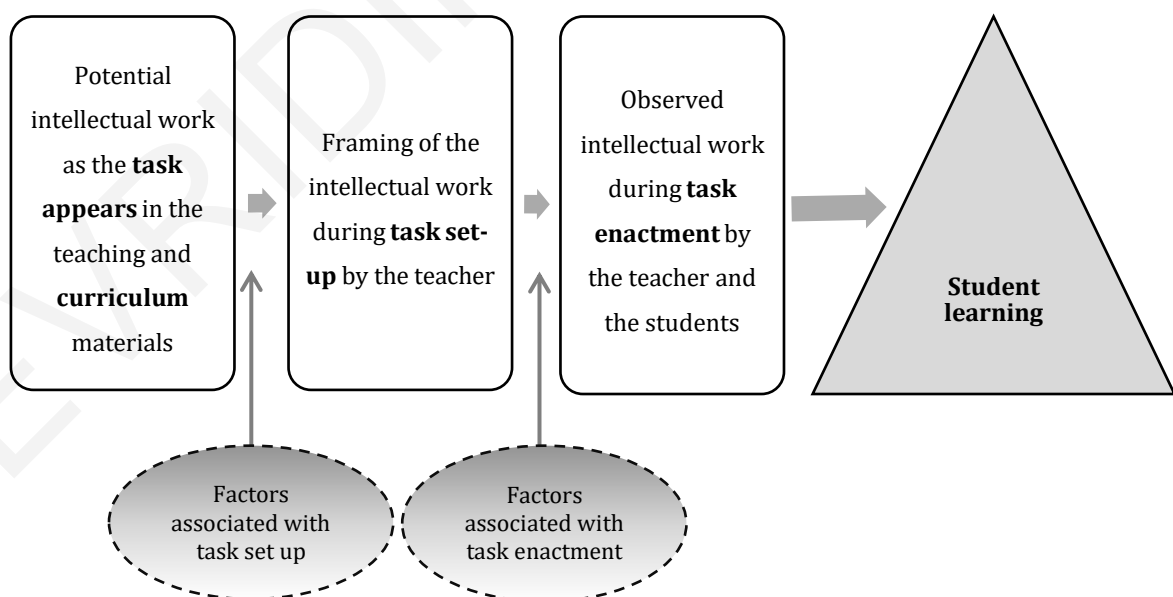 Potential
intellectual work
as the task
appears in the
teaching and
curriculum
materials
Framing of the
intellectual work
during task set-
up by the teacher
Observed
intellectual work
during task
enactment by
the teacher and
the students
Student
learning
Factors
associated with
task set up
Factors
associated with
task enactment